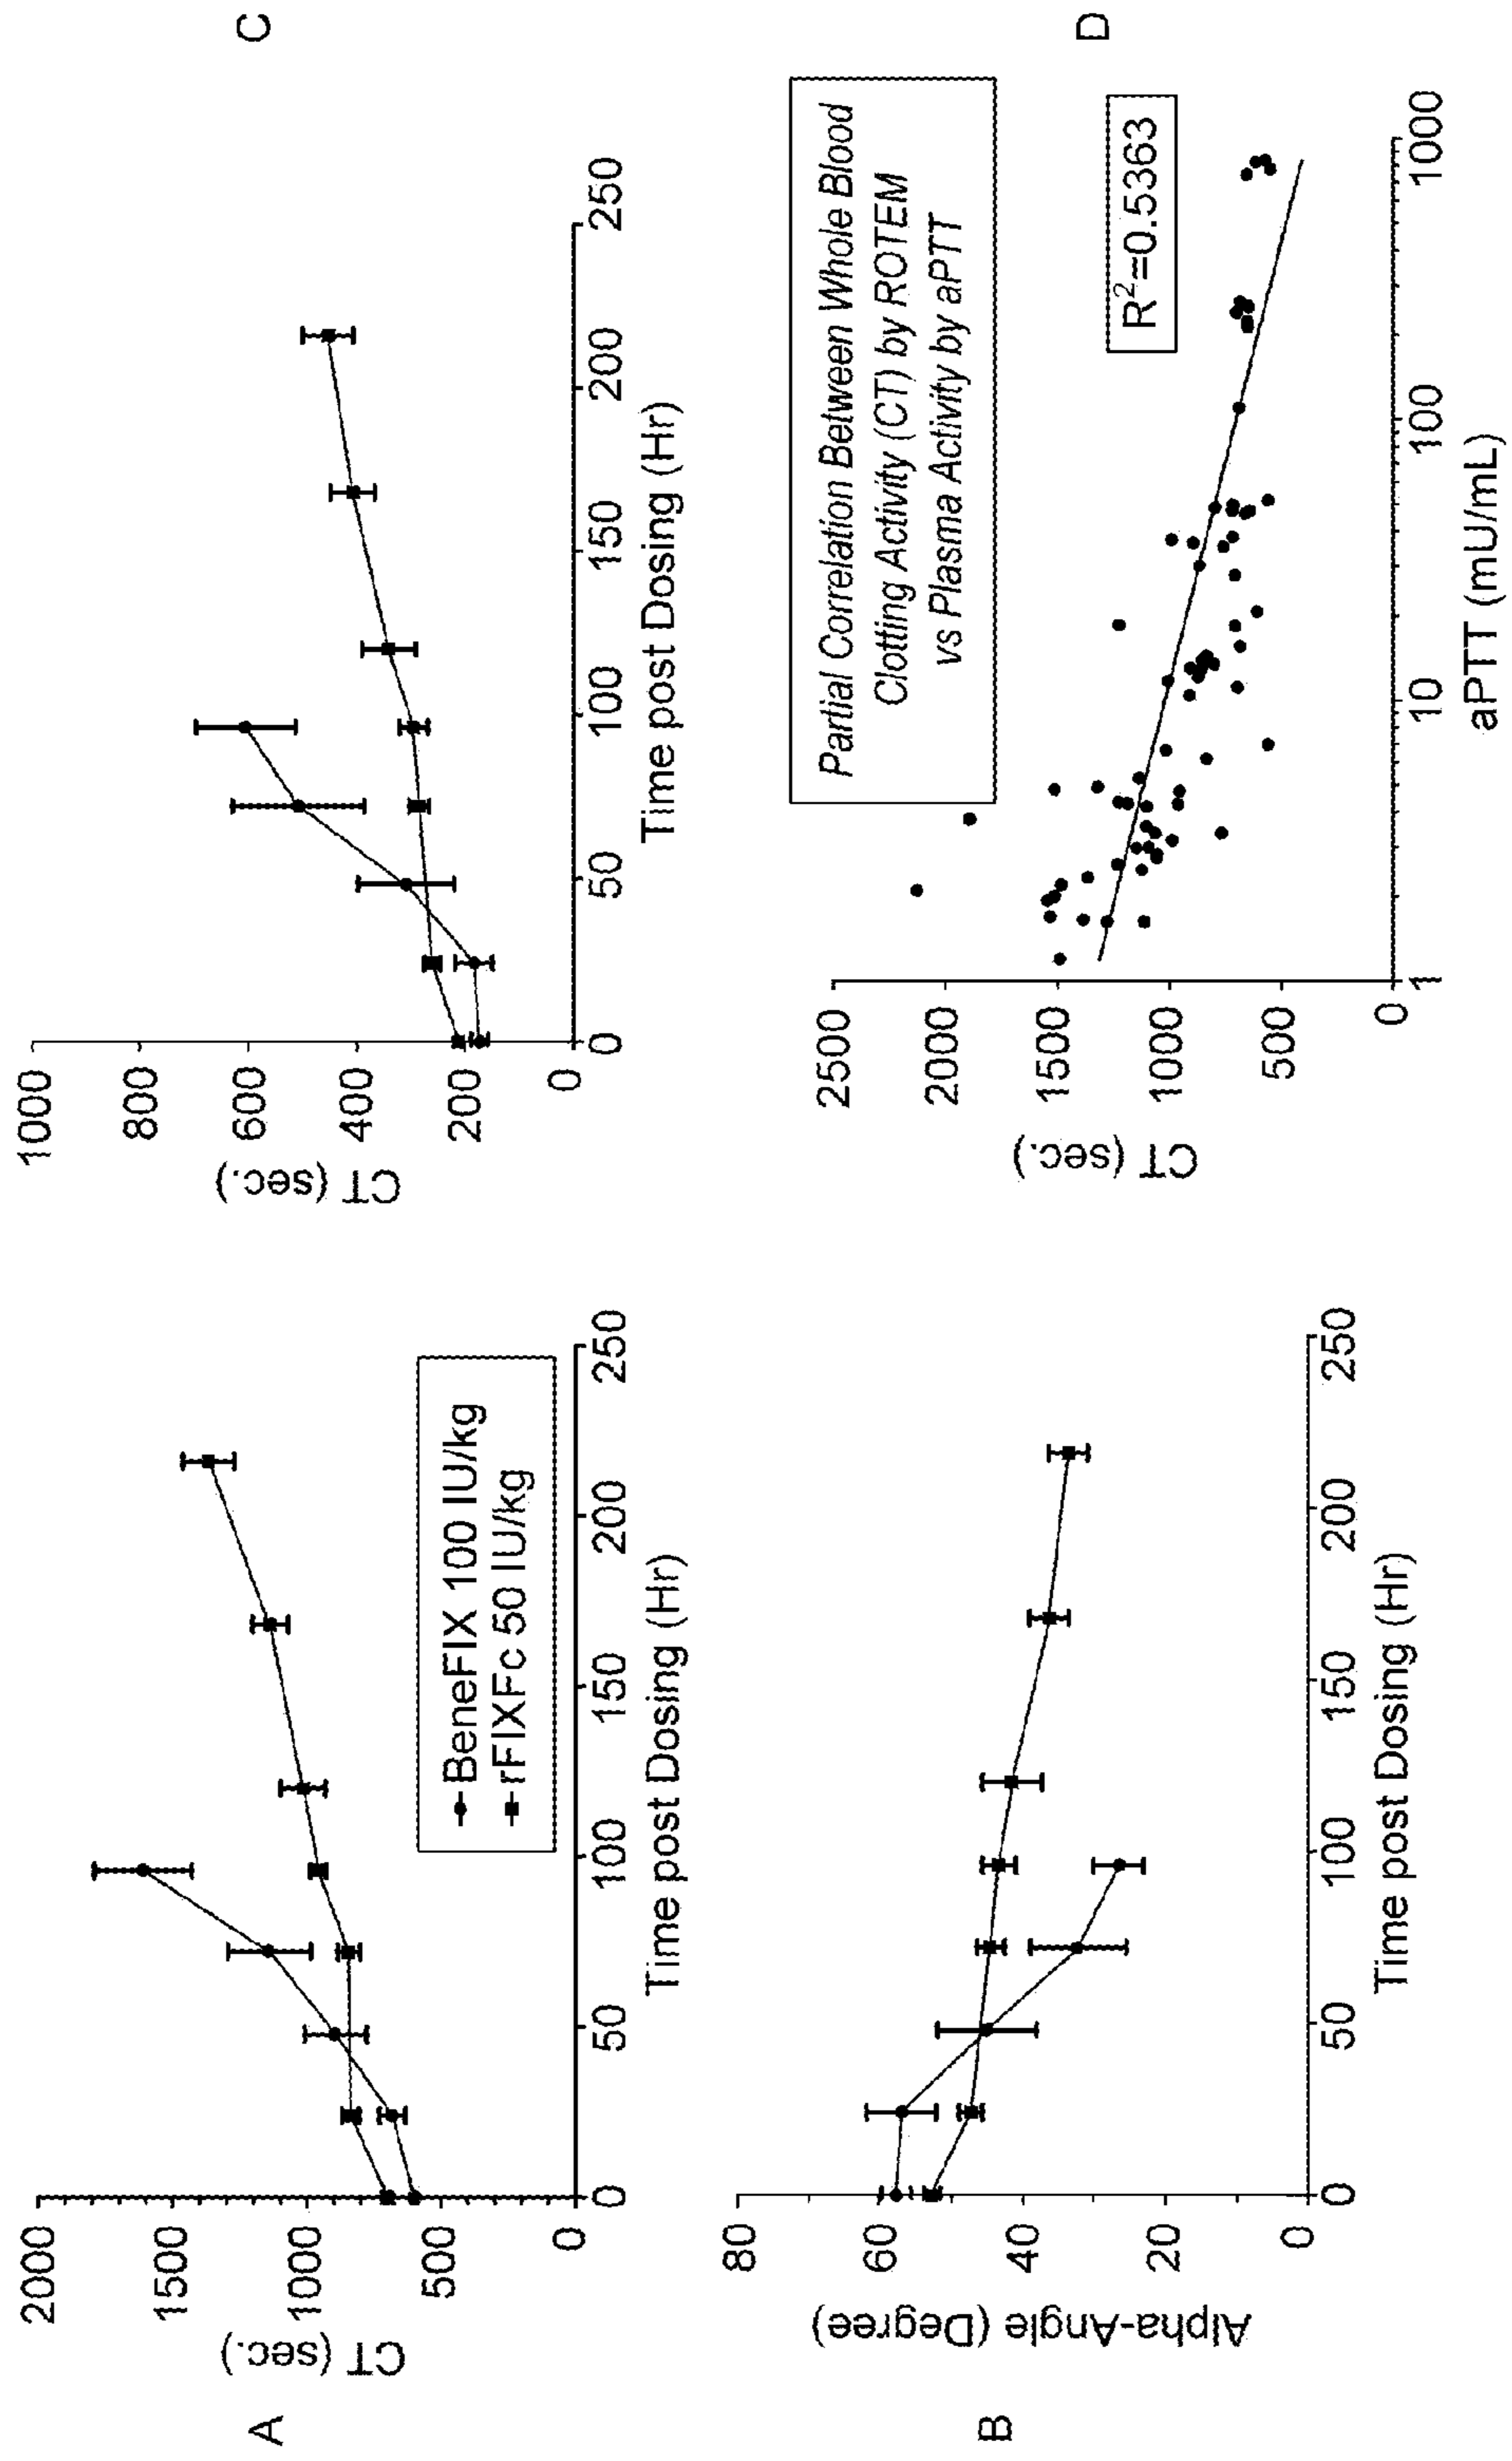 A
CT (sec.)
2000
1500
1000
500
0
0
50
100
150
200
250
Time post Dosing (Hr)
BeneFIX 100 IU/kg
rFIXFc 50 IU/kg
B
Alpha-Angle (Degree)
80
60
40
20
0
0
50
100
150
200
250
Time post Dosing (Hr)
C
CT (sec.)
1000
800
600
400
200
0
0
50
100
150
200
250
Time post Dosing (Hr)
D
Partial Correlation Between Whole Blood
Clotting Activity (CT) by ROTEM
vs Plasma Activity by aPTT
R²=0.5363
CT (sec.)
2500
2000
1500
1000
500
0
1
10
100
1000
aPTT (mU/mL)